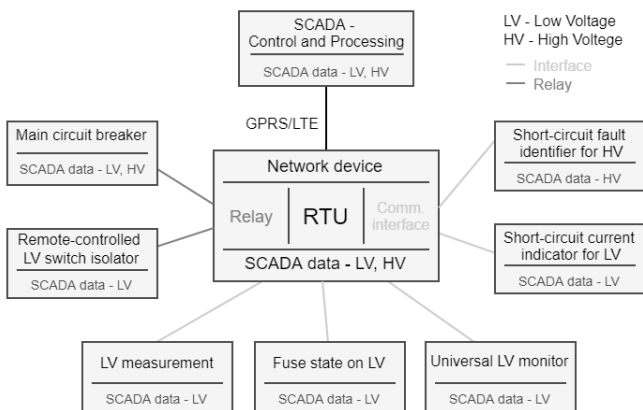 SCADA -
Control and Processing
SCADA data - LV, HV
LV - Low Voltage
HV - High Voltege
Interface
Relay
GPRS/LTE
Main circuit breaker
SCADA data - LV, HV
Network device
Relay
RTU
Comm.
interface
SCADA data - LV, HV
Short-circuit fault
identifier for HV
SCADA data - HV
Remote-controlled
LV switch isolator
SCADA data - LV
Short-circuit current
indicator for LV
SCADA data - LV
LV measurement
SCADA data - LV
Fuse state on LV
SCADA data - LV
Universal LV monitor
SCADA data - LV